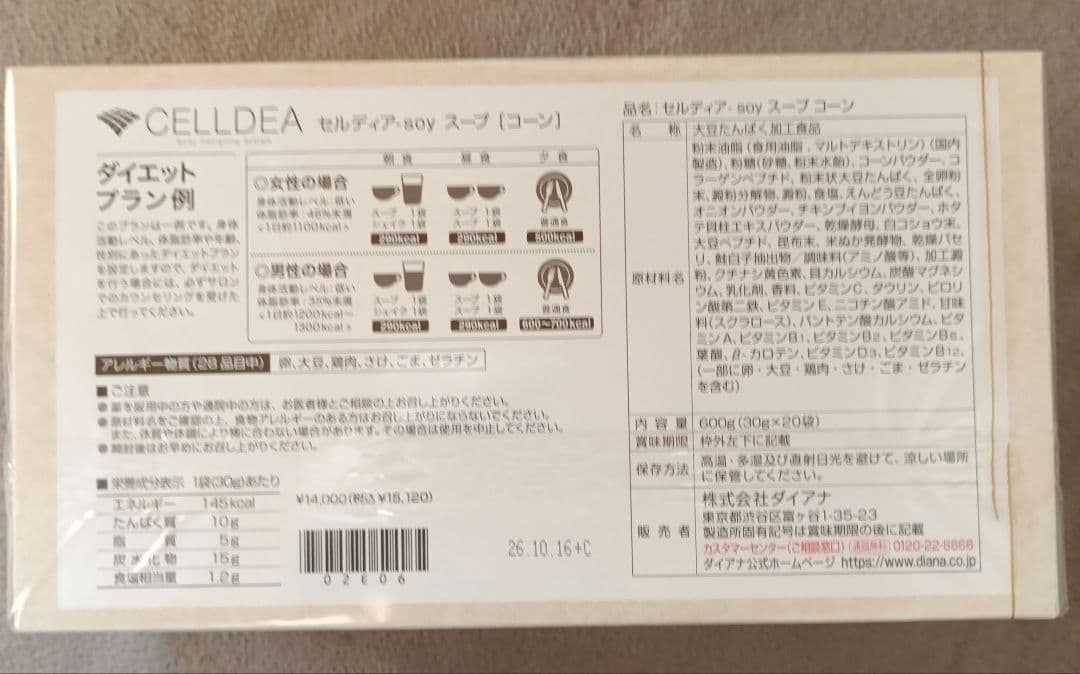 CELLDEA セルディア-soy スープ [コーン]
ダイエット
プラン例
このプランは一例です。身体
活動レベル、体脂肪率や年齢、
性別にあったダイエットプラン
を設定しますので、ダイエット
を行う場合には、必ずサロン
でのカウンセリングを受けた
上で行ってください。
朝食 昼食 夕食
○女性の場合
身体活動レベル:低い
体脂肪率:46%未満
<1日約1100kcal>
スープ 1袋 スープ 1袋 普通食
シェイク 1袋 スープ 1袋
290kcal 290kcal 500kcal
○男性の場合
身体活動レベル:低い
体脂肪率:35%未満
<1日約1200kcal~
1300kcal>
スープ 1袋 スープ 1袋 普通食
シェイク 1袋 スープ 1袋
290kcal 290kcal 600~700kcal
アレルギー物質(28品目中) 卵、大豆、鶏肉、さけ、ごま、ゼラチン
■ご注意
●薬を服用中の方や通院中の方は、お医者様とご相談の上お召し上がりください。
●原材料名をご確認の上、食物アレルギーのある方はお召し上がりにならないでください。
また、体質や体調により稀に合わない場合があります。その場合は使用を中止してください。
●開封後はお早めにお召し上がりください。
■栄養成分表示 1袋(30g)あたり
エネルギー 145kcal
たんぱく質 10g
脂質 5g
炭水化物 15g
食塩相当量 1.2g
¥14,000(税込¥15,120)
02E06
26.10.16+C
品名:セルディア-soy スープ コーン
名称 大豆たんぱく加工食品
原材料名 粉末油脂(食用油脂、マルトデキストリン)(国内
製造)、粉糖(砂糖、粉末水飴)、コーンパウダー、コ
ラーゲンペプチド、粉末状大豆たんぱく、全卵粉
末、澱粉分解物、澱粉、食塩、えんどう豆たんぱく、
オニオンパウダー、チキンブイヨンパウダー、ホタ
テ貝柱エキスパウダー、乾燥酵母、白コショウ末、
大豆ペプチド、昆布末、米ぬか発酵物、乾燥パセ
リ、鮭白子抽出物/調味料(アミノ酸等)、加工澱
粉、クチナシ黄色素、貝カルシウム、炭酸マグネシ
ウム、乳化剤、香料、ビタミンC、タウリン、ピロリ
ン酸第二鉄、ビタミンE、ニコチン酸アミド、甘味
料(スクラロース)、パントテン酸カルシウム、ビタ
ミンA、ビタミンB1、ビタミンB2、ビタミンB6、
葉酸、β-カロテン、ビタミンD3、ビタミンB12、
(一部に卵・大豆・鶏肉・さけ・ごま・ゼラチン
を含む)
内容量 600g(30g×20袋)
賞味期限 枠外左下に記載
保存方法 高温・多湿及び直射日光を避けて、涼しい場所
に保管してください。
販売者 株式会社ダイアナ
東京都渋谷区富ヶ谷1-35-23
製造所固有記号は賞味期限の後に記載
カスタマーセンター(ご相談窓口)(通話無料)0120-22-8866
ダイアナ公式ホームページ https://www.diana.co.jp